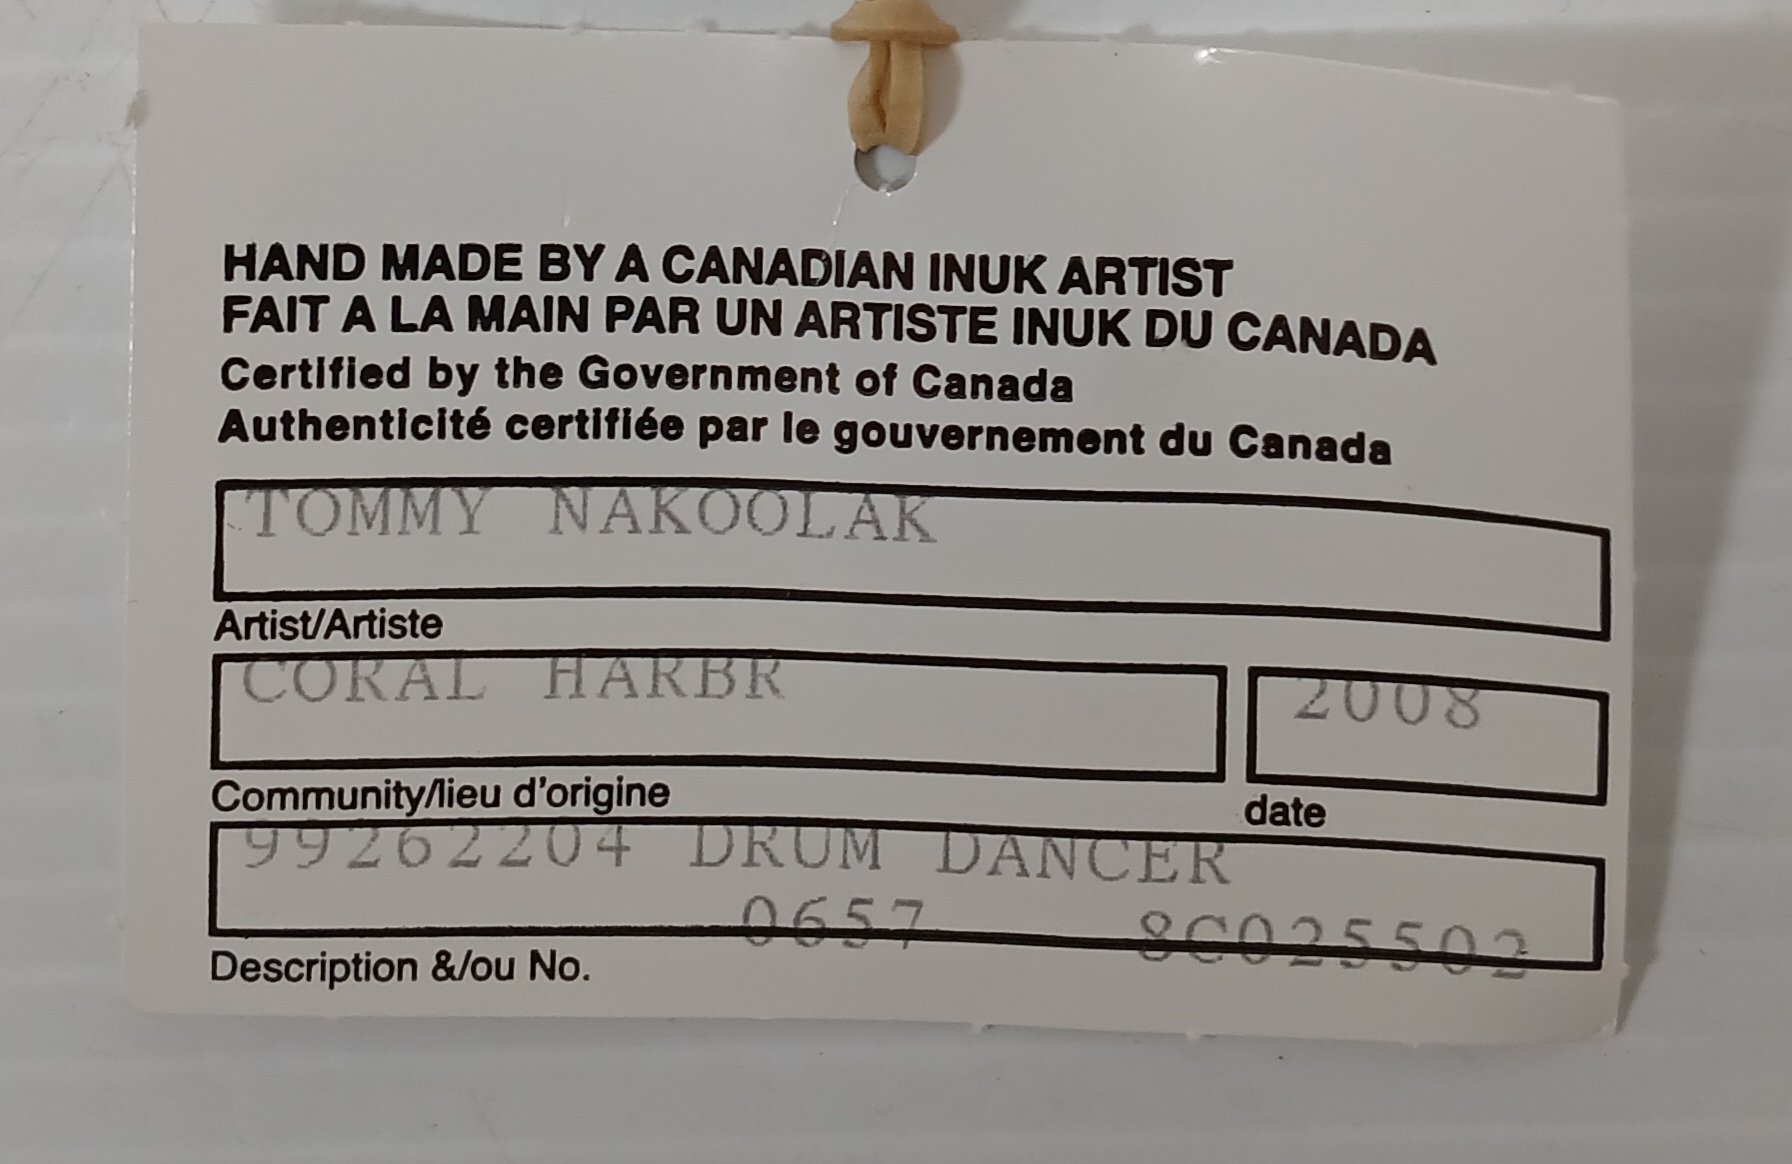 HAND MADE BY A CANADIAN INUK ARTIST
FAIT A LA MAIN PAR UN ARTISTE INUK DU CANADA
Certified by the Government of Canada
Authenticité certifiée par le gouvernement du Canada
TOMMY NAKOOLAK
Artist/Artiste
CORAL HARBR 2008
Community/lieu d'origine date
99262204 DRUM DANCER
0657 8C025502
Description &/ou No.